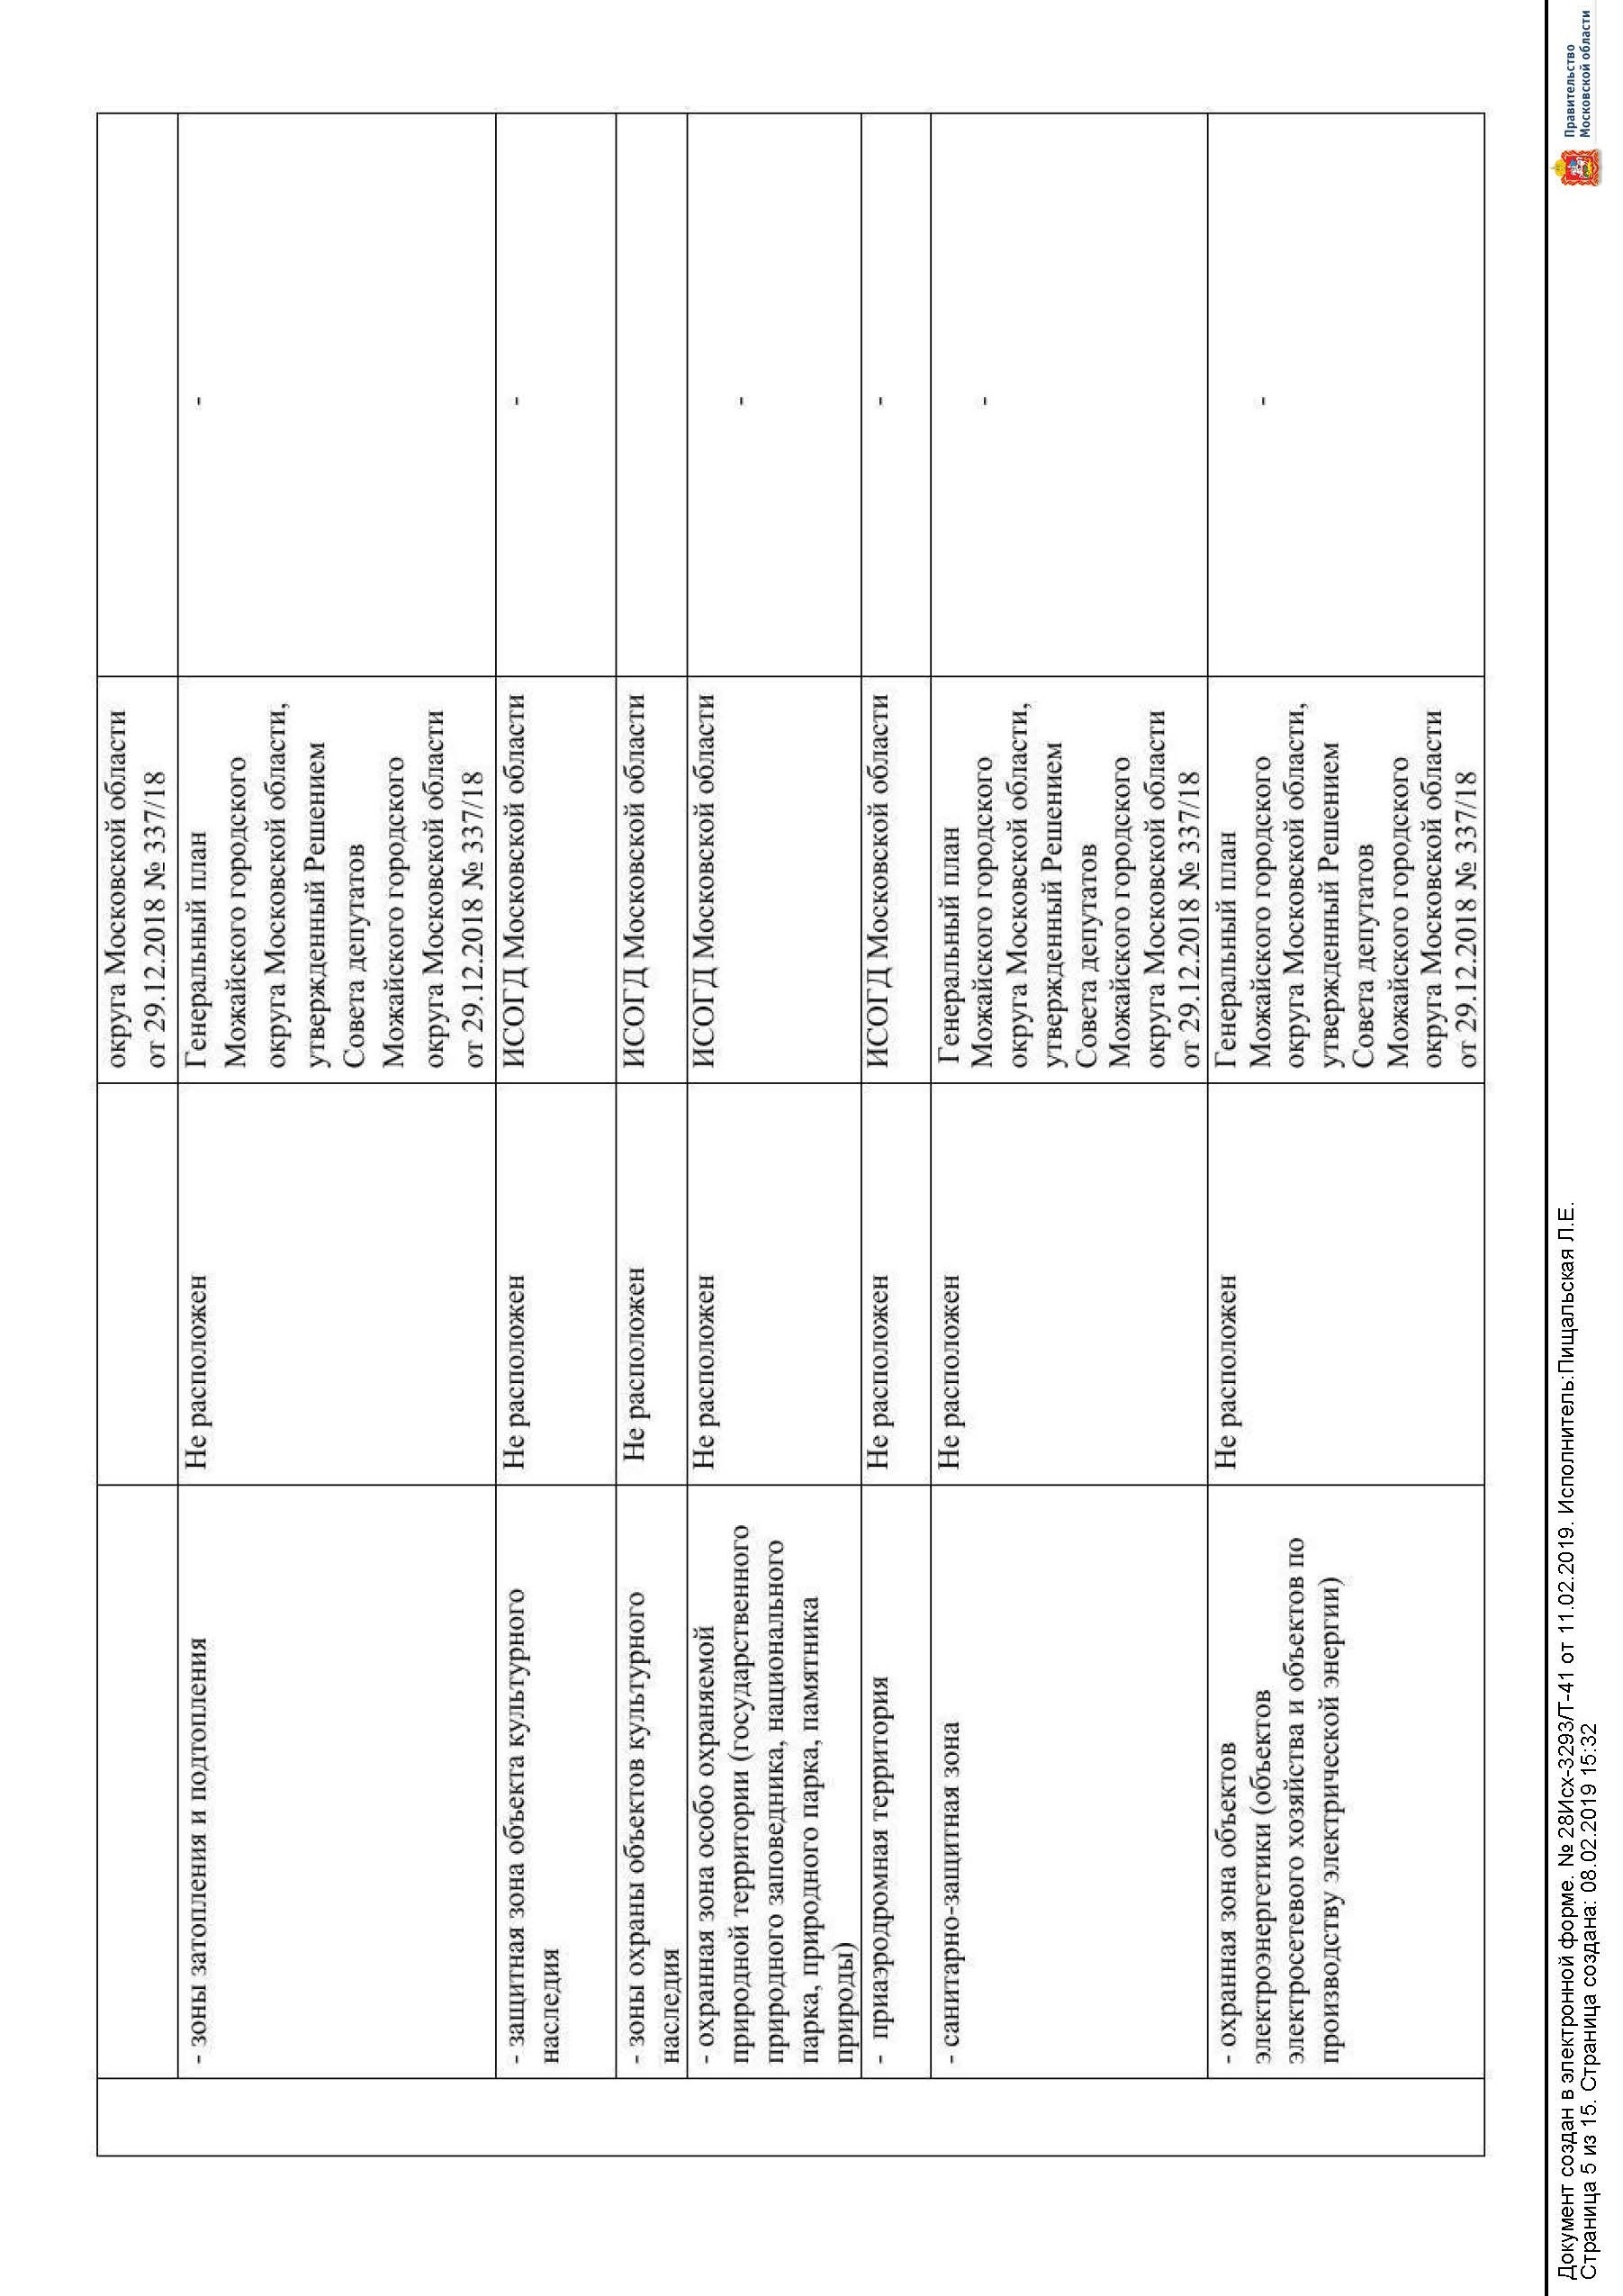 округа Московской области
от 29.12.2018 № 337/18
- зоны затопления и подтопления
Не расположен
Генеральный план
Можайского городского
округа Московской области,
утвержденный Решением
Совета депутатов
Можайского городского
округа Московской области
от 29.12.2018 № 337/18
-
- защитная зона объекта культурного
наследия
Не расположен
ИСОГД Московской области
-
- зоны охраны объектов культурного
наследия
Не расположен
ИСОГД Московской области
- охранная зона особо охраняемой
природной территории (государственного
природного заповедника, национального
парка, природного парка, памятника
природы)
Не расположен
ИСОГД Московской области
-
- приаэродромная территория
Не расположен
ИСОГД Московской области
-
- санитарно-защитная зона
Не расположен
Генеральный план
Можайского городского
округа Московской области,
утвержденный Решением
Совета депутатов
Можайского городского
округа Московской области
от 29.12.2018 № 337/18
-
- охранная зона объектов
электроэнергетики (объектов
электросетевого хозяйства и объектов по
производству электрической энергии)
Не расположен
Генеральный план
Можайского городского
округа Московской области,
утвержденный Решением
Совета депутатов
Можайского городского
округа Московской области
от 29.12.2018 № 337/18
-
Документ создан в электронной форме. № 28Исх-3293/Т-41 от 11.02.2019. Исполнитель:Пищальская Л.Е.
Страница 5 из 15. Страница создана: 08.02.2019 15:32
Правительство
Московской области